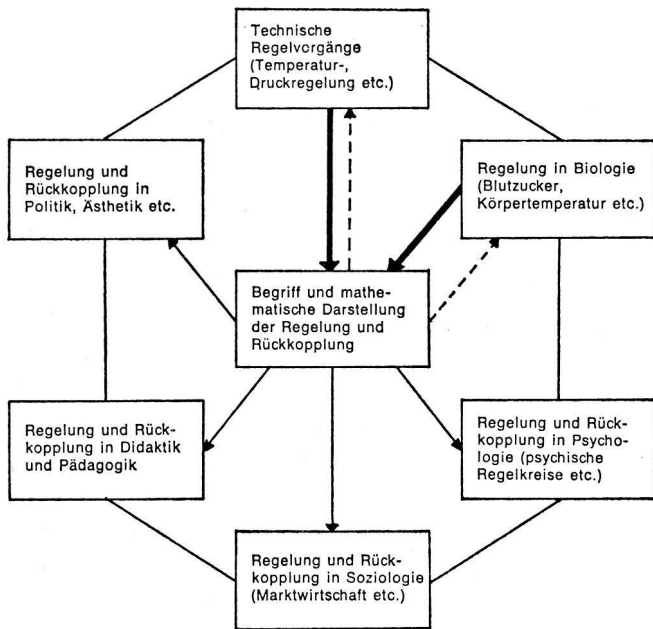 Technische
Regelvorgänge
(Temperatur-,
Druckregelung etc.)
Regelung und
Rückkopplung in
Politik, Ästhetik etc.
Regelung in Biologie
(Blutzucker,
Körpertemperatur etc.)
Begriff und mathe-
matische Darstellung
der Regelung und
Rückkopplung
Regelung und Rück-
kopplung in Didaktik
und Pädagogik
Regelung und Rück-
kopplung in Psycho-
logie (psychische
Regelkreise etc.)
Regelung und Rück-
kopplung in Soziologie
(Marktwirtschaft etc.)